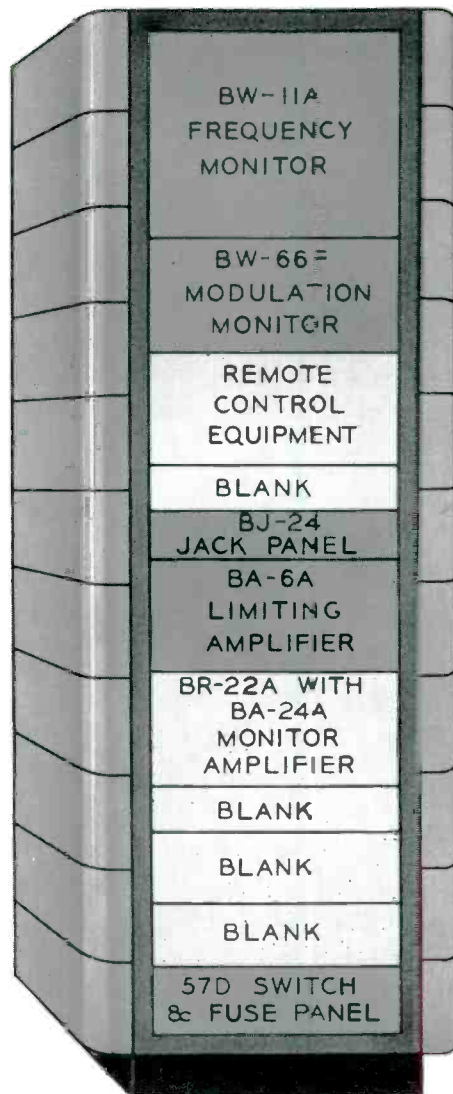 BW-11A
FREQUENCY
MONITOR
BW-66
MODULATION
MONITOR
REMOTE
CONTROL
EQUIPMENT
BLANK
BJ-24
JACK PANEL
BA-6A
LIMITING
AMPLIFIER
BR-22A WITH
BA-24A
MONITOR
AMPLIFIER
BLANK
BLANK
BLANK
57D SWITCH
& FUSE PANEL